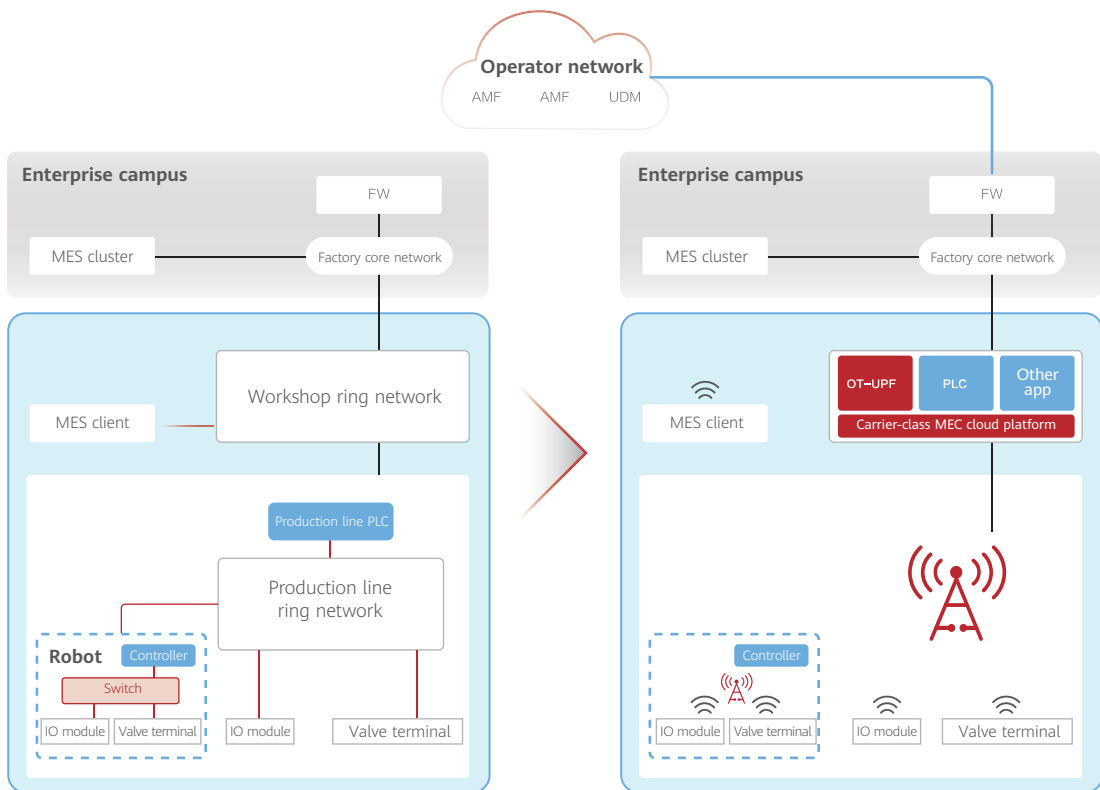 Operator network
AMF AMF UDM
Enterprise campus
FW
MES cluster
Factory core network
Workshop ring network
MES client
Production line PLC
Production line
ring network
Robot
Controller
Switch
IO module
Valve terminal
IO module
Valve terminal
Enterprise campus
FW
MES cluster
Factory core network
OT-UPF
PLC
Other
app
Carrier-class MEC cloud platform
MES client
Controller
IO module
Valve terminal
IO module
Valve terminal